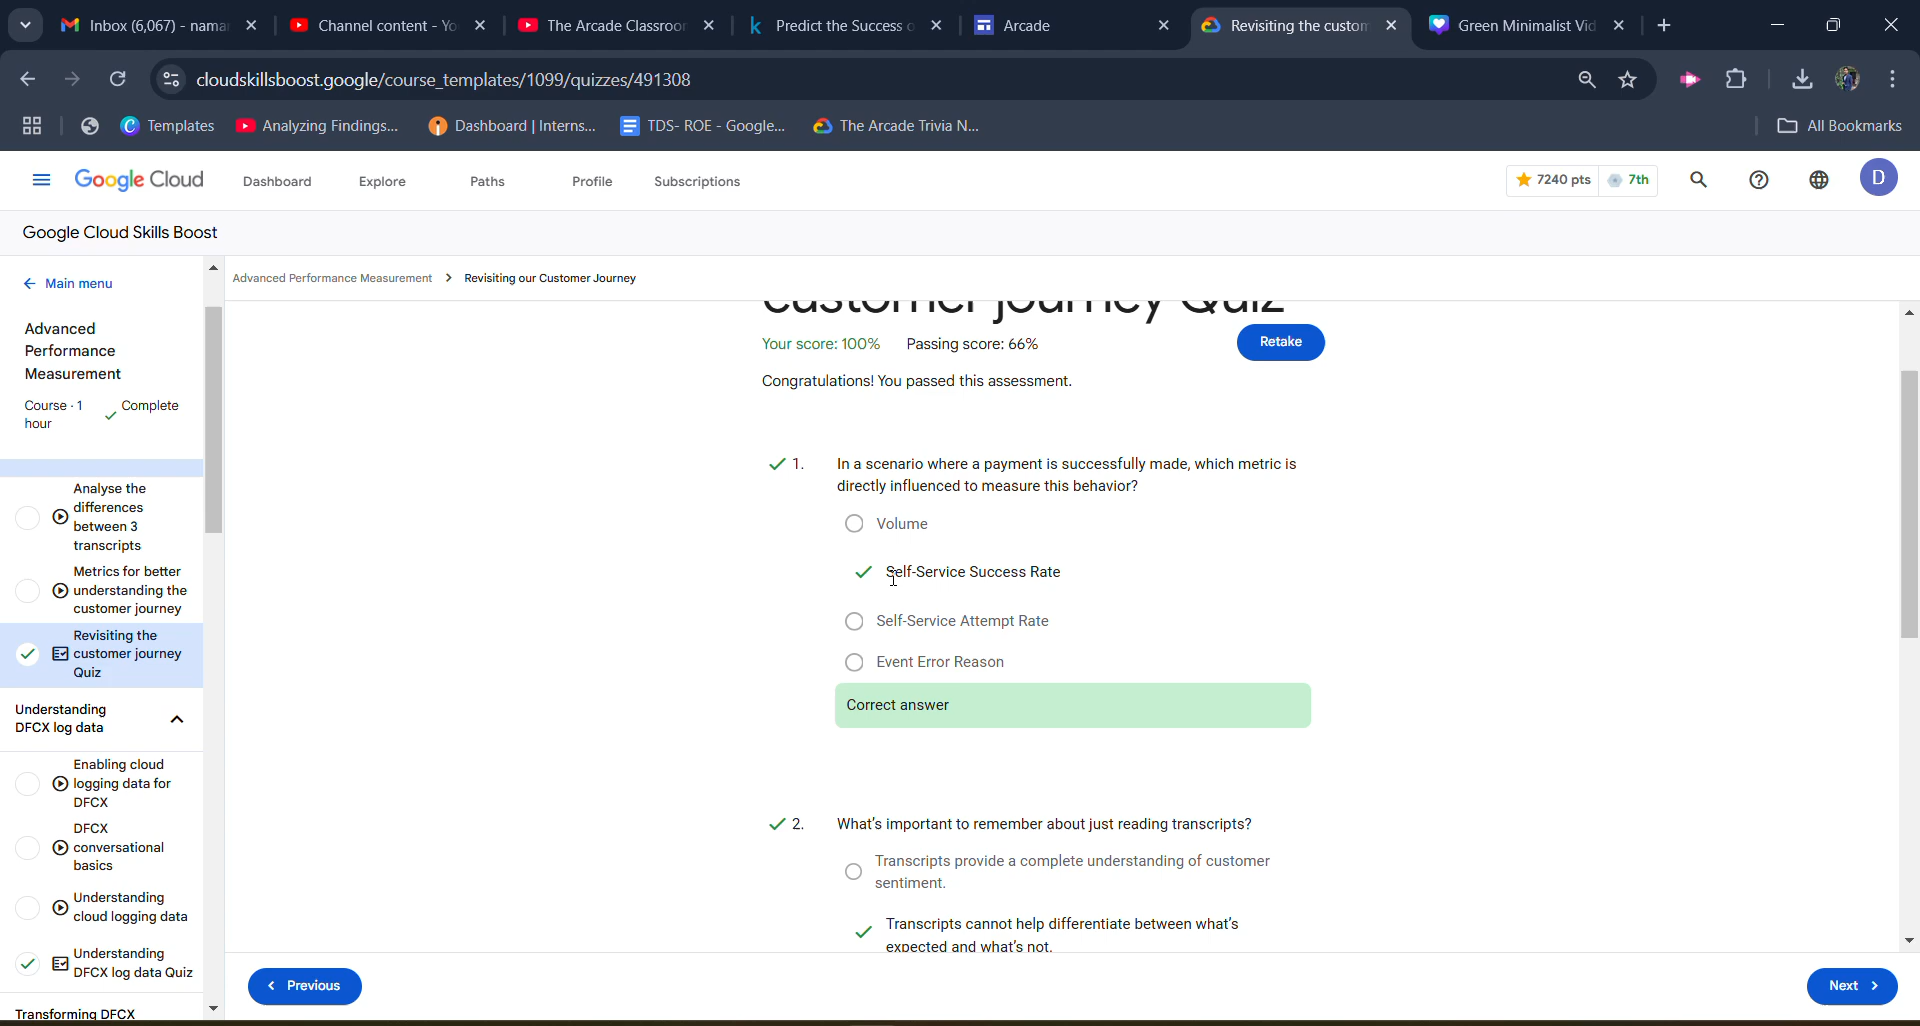 Inbox (6,067) - nama
Channel content - Yo
The Arcade Classroo
Predict the Success o
Arcade
Revisiting the custom
Green Minimalist Vid
cloudskillsboost.google/course_templates/1099/quizzes/491308
Templates
Analyzing Findings...
Dashboard | Interns...
TDS- ROE - Google...
The Arcade Trivia N...
All Bookmarks
Google Cloud
Dashboard
Explore
Paths
Profile
Subscriptions
7240 pts
7th
D
Google Cloud Skills Boost
Main menu
Advanced Performance Measurement > Revisiting our Customer Journey
Advanced
Performance
Measurement
Course · 1
hour
Complete
Analyse the
differences
between 3
transcripts
Metrics for better
understanding the
customer journey
Revisiting the
customer journey
Quiz
Understanding
DFCX log data
Enabling cloud
logging data for
DFCX
DFCX
conversational
basics
Understanding
cloud logging data
Understanding
DFCX log data Quiz
Transforming DFCX
customer journey Quiz
Your score: 100% Passing score: 66%
Retake
Congratulations! You passed this assessment.
1. In a scenario where a payment is successfully made, which metric is
directly influenced to measure this behavior?
Volume
Self-Service Success Rate
Self-Service Attempt Rate
Event Error Reason
Correct answer
2. What's important to remember about just reading transcripts?
Transcripts provide a complete understanding of customer
sentiment.
Transcripts cannot help differentiate between what's
expected and what's not.
Previous
Next